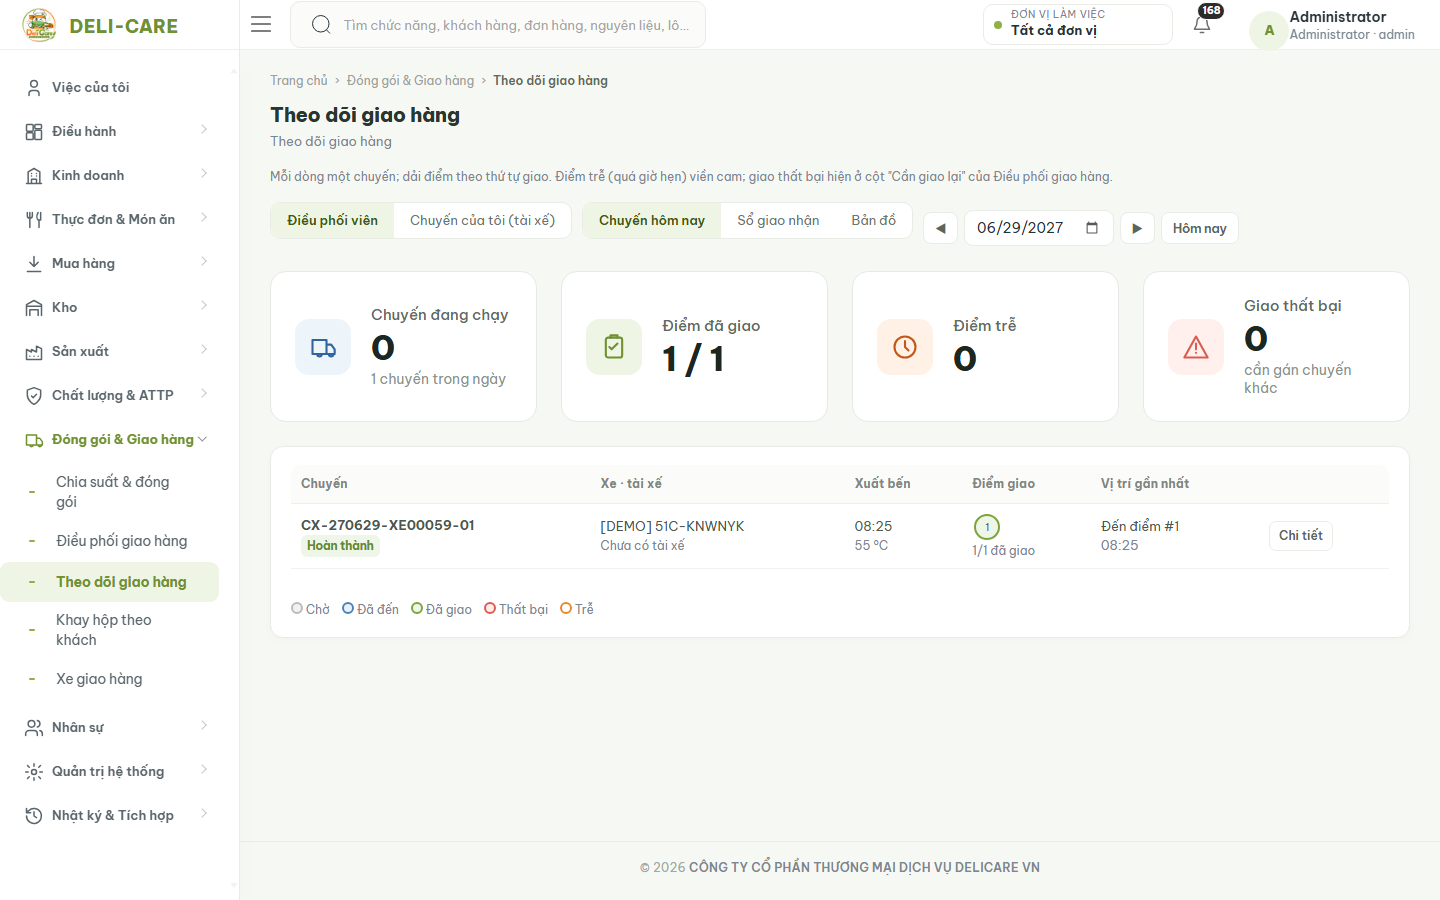 DELI-CARE
Tìm chức năng, khách hàng, đơn hàng, nguyên liệu, lô...
ĐƠN VỊ LÀM VIỆC
Tất cả đơn vị
168
A
Administrator
Administrator · admin
Việc của tôi
Điều hành
Kinh doanh
Thực đơn & Món ăn
Mua hàng
Kho
Sản xuất
Chất lượng & ATTP
Đóng gói & Giao hàng
Chia suất & đóng gói
Điều phối giao hàng
Theo dõi giao hàng
Khay hộp theo khách
Xe giao hàng
Nhân sự
Quản trị hệ thống
Nhật ký & Tích hợp
Trang chủ › Đóng gói & Giao hàng › Theo dõi giao hàng
Theo dõi giao hàng
Theo dõi giao hàng
Mỗi dòng một chuyến; dải điểm theo thứ tự giao. Điểm trễ (quá giờ hẹn) viền cam; giao thất bại hiện ở cột "Cần giao lại" của Điều phối giao hàng.
Điều phối viên Chuyến của tôi (tài xế) Chuyến hôm nay Sổ giao nhận Bản đồ ◀ 06/29/2027 ▶ Hôm nay
Chuyến đang chạy
0
1 chuyến trong ngày
Điểm đã giao
1 / 1
Điểm trễ
0
Giao thất bại
0
cần gán chuyến khác
Chuyến Xe · tài xế Xuất bến Điểm giao Vị trí gần nhất
CX-270629-XE00059-01 [DEMO] 51C-KNWNYK 08:25 1 Đến điểm #1 Chi tiết
Hoàn thành Chưa có tài xế 55 °C 1/1 đã giao 08:25
Chờ Đã đến Đã giao Thất bại Trễ
© 2026 CÔNG TY CỔ PHẦN THƯƠNG MẠI DỊCH VỤ DELICARE VN